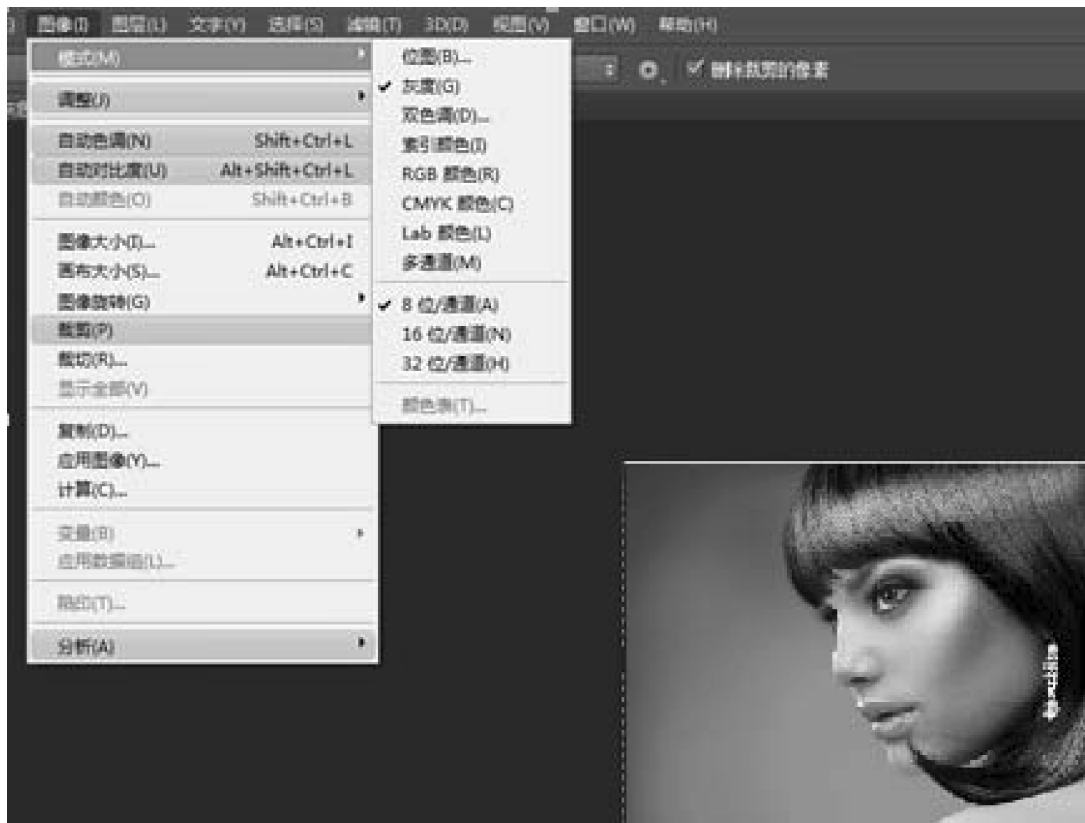 图像(I) 图层(L) 文字(Y) 选择(S) 滤镜(T) 3D(D) 视图(V) 窗口(W) 帮助(H)
删除裁剪的像素
模式(M)
调整(J)
自动色调(N) Shift+Ctrl+L
自动对比度(U) Alt+Shift+Ctrl+L
自动颜色(O) Shift+Ctrl+B
图像大小(I)... Alt+Ctrl+I
画布大小(S)... Alt+Ctrl+C
图像旋转(G)
裁剪(P)
裁切(R)...
显示全部(V)
复制(D)...
应用图像(Y)...
计算(C)...
变量(B)
应用数据组(L)...
陷印(T)...
分析(A)
位图(B)...
灰度(G)
双色调(D)...
索引颜色(I)
RGB 颜色(R)
CMYK 颜色(C)
Lab 颜色(L)
多通道(M)
8 位/通道(A)
16 位/通道(N)
32 位/通道(H)
颜色表(T)...